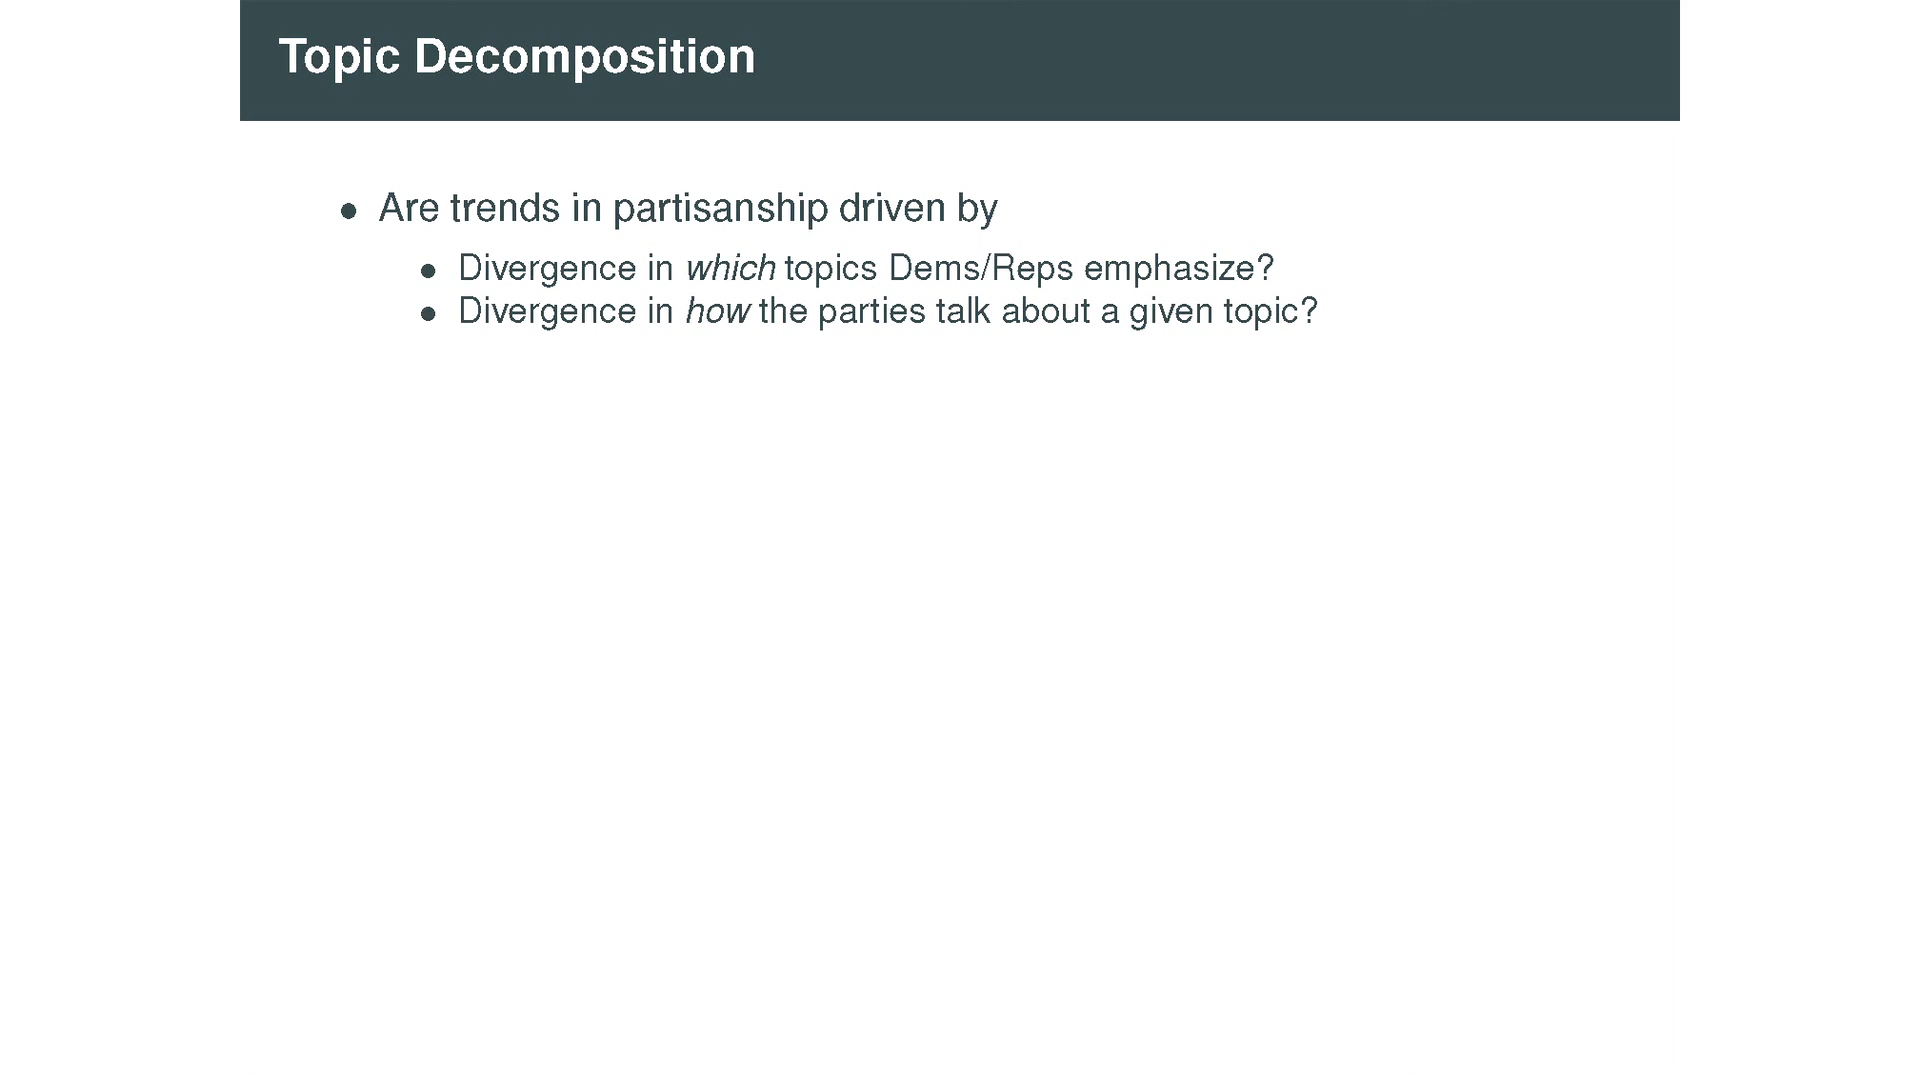 Topic Decomposition
• Are trends in partisanship driven by
• Divergence in which topics Dems/Reps emphasize?
• Divergence in how the parties talk about a given topic?